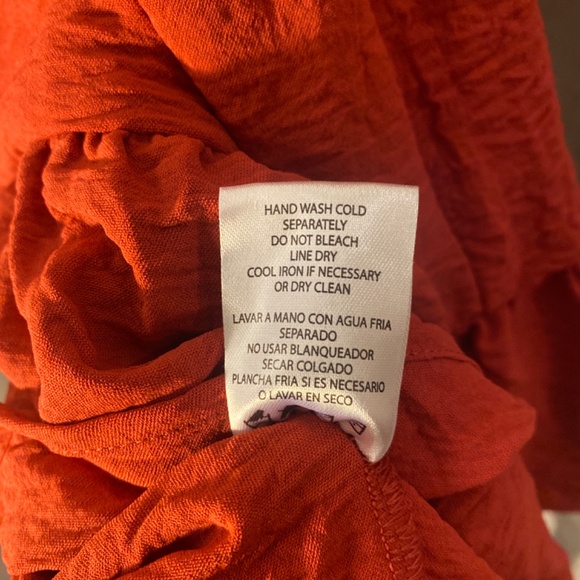 HAND WASH COLD
SEPARATELY
DO NOT BLEACH
LINE DRY
COOL IRON IF NECESSARY
OR DRY CLEAN
LAVAR A MANO CON AGUA FRIA
SEPARADO
NO USAR BLANQUEADOR
SECAR COLGADO
PLANCHA FRIA SI ES NECESARIO
O LAVAR EN SECO